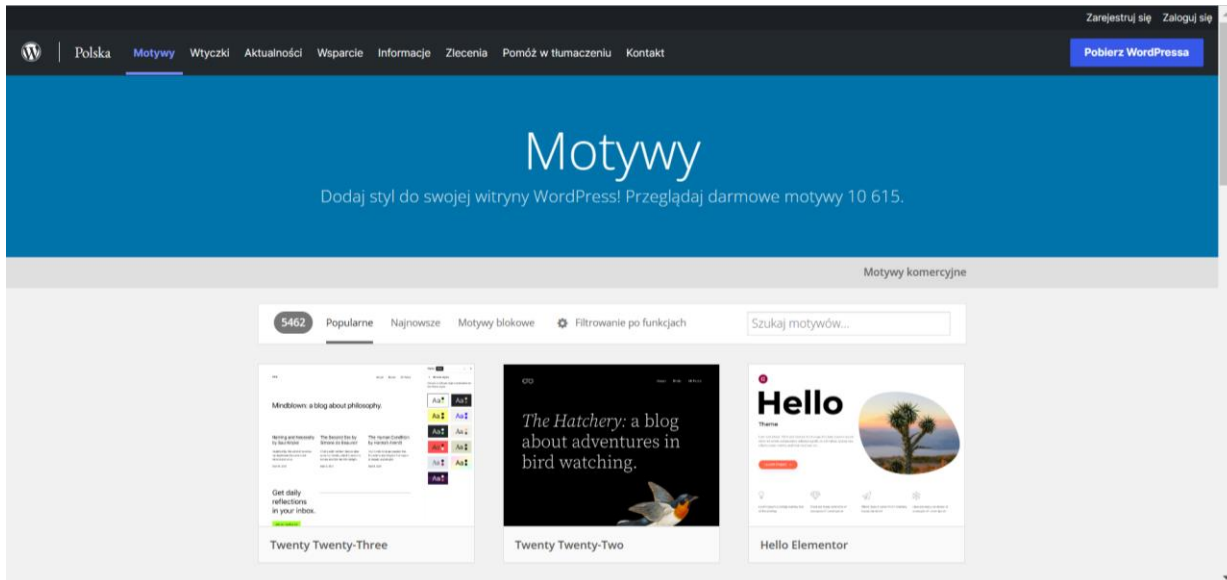 Zarejestruj się Zaloguj się
Polska Motywy Wtyczki Aktualności Wsparcie Informacje Zlecenia Pomóż w tłumaczeniu Kontakt Pobierz WordPressa
Motywy
Dodaj styl do swojej witryny WordPress! Przeglądaj darmowe motywy 10 615.
Motywy komercyjne
5462 Popularne Najnowsze Motywy blokowe Filtrowanie po funkcjach Szukaj motywów...
Mindblown: a blog about philosophy.
Get daily
reflections
in your inbox.
Twenty Twenty-Three
The Hatchery: a blog
about adventures in
bird watching.
Twenty Twenty-Two
Hello
Theme
Hello Elementor